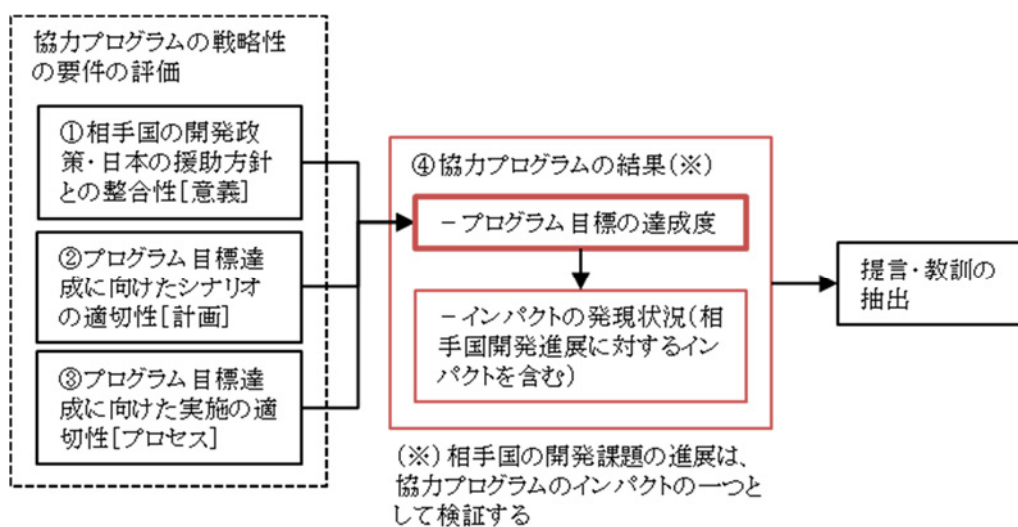 協力プログラムの戦略性
の要件の評価
①相手国の開発政
策・日本の援助方針
との整合性[意義]
②プログラム目標達
成に向けたシナリオ
の適切性[計画]
③プログラム目標達
成に向けた実施の適
切性[プロセス]
④協力プログラムの結果(※)
－プログラム目標の達成度
－インパクトの発現状況(相
手国開発進展に対するイン
パクトを含む)
(※)相手国の開発課題の進展は、
協力プログラムのインパクトの一つと
して検証する
提言・教訓の
抽出